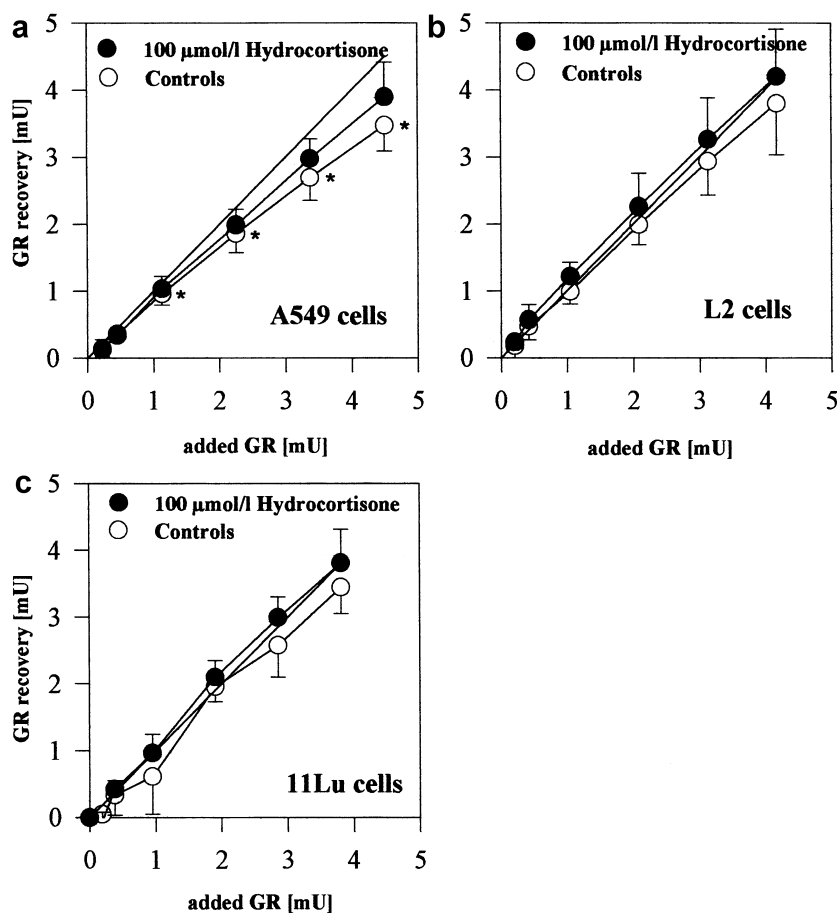 a
5
4
3
2
1
0
GR recovery [mU]
100 µmol/l Hydrocortisone
Controls
*
*
*
*
A549 cells
0 1 2 3 4 5
added GR [mU]
b
5
4
3
2
1
0
100 µmol/l Hydrocortisone
Controls
L2 cells
0 1 2 3 4 5
added GR [mU]
c
5
4
3
2
1
0
GR recovery [mU]
100 µmol/l Hydrocortisone
Controls
11Lu cells
0 1 2 3 4 5
added GR [mU]